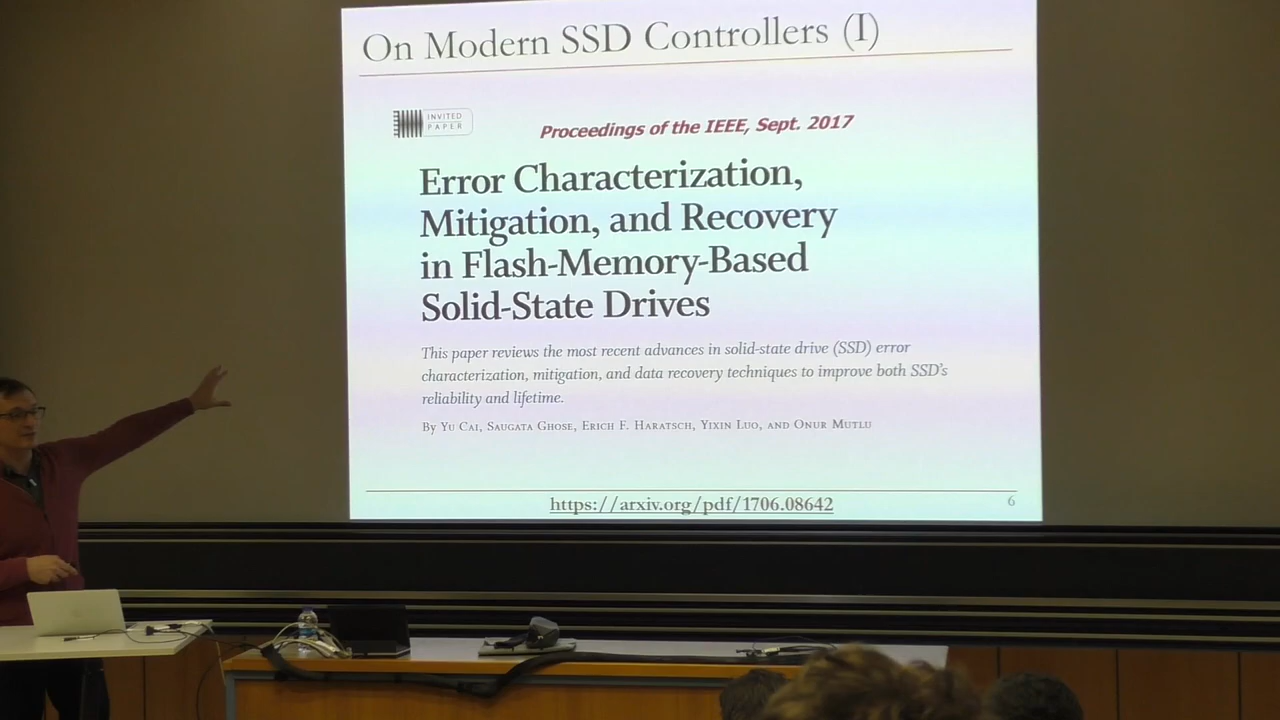 On Modern SSD Controllers (I)
INVITED
PAPER
Proceedings of the IEEE, Sept. 2017
Error Characterization,
Mitigation, and Recovery
in Flash-Memory-Based
Solid-State Drives
This paper reviews the most recent advances in solid-state drive (SSD) error
characterization, mitigation, and data recovery techniques to improve both SSD's
reliability and lifetime.
By Yu Cai, Saugata Ghose, Erich F. Haratsch, Yixin Luo, and Onur Mutlu
https://arxiv.org/pdf/1706.08642
6